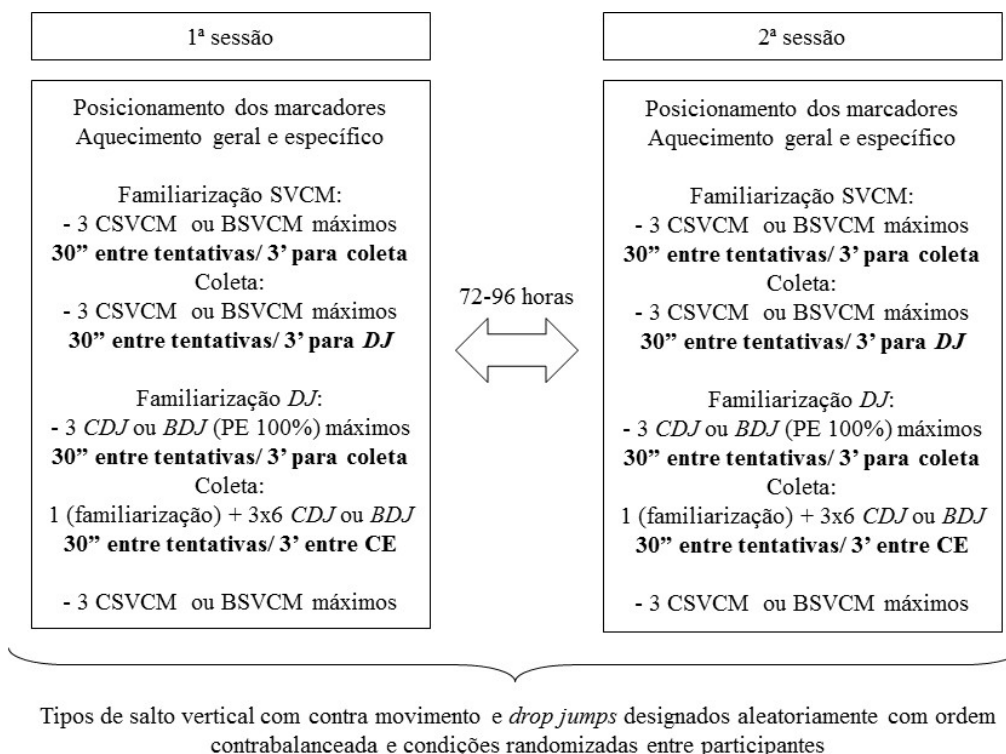 1ª sessão
Posicionamento dos marcadores
Aquecimento geral e específico
Familiarização SVCM:
- 3 CSVCM ou BSVCM máximos
30” entre tentativas/ 3’ para coleta
Coleta:
- 3 CSVCM ou BSVCM máximos
30” entre tentativas/ 3’ para DJ
Familiarização DJ:
- 3 CDJ ou BDJ (PE 100%) máximos
30” entre tentativas/ 3’ para coleta
Coleta:
1 (familiarização) + 3x6 CDJ ou BDJ
30” entre tentativas/ 3’ entre CE
- 3 CSVCM ou BSVCM máximos
72-96 horas
2ª sessão
Posicionamento dos marcadores
Aquecimento geral e específico
Familiarização SVCM:
- 3 CSVCM ou BSVCM máximos
30” entre tentativas/ 3’ para coleta
Coleta:
- 3 CSVCM ou BSVCM máximos
30” entre tentativas/ 3’ para DJ
Familiarização DJ:
- 3 CDJ ou BDJ (PE 100%) máximos
30” entre tentativas/ 3’ para coleta
Coleta:
1 (familiarização) + 3x6 CDJ ou BDJ
30” entre tentativas/ 3’ entre CE
- 3 CSVCM ou BSVCM máximos
Tipos de salto vertical com contra movimento e drop jumps designados aleatoriamente com ordem
contrabalanceada e condições randomizadas entre participantes